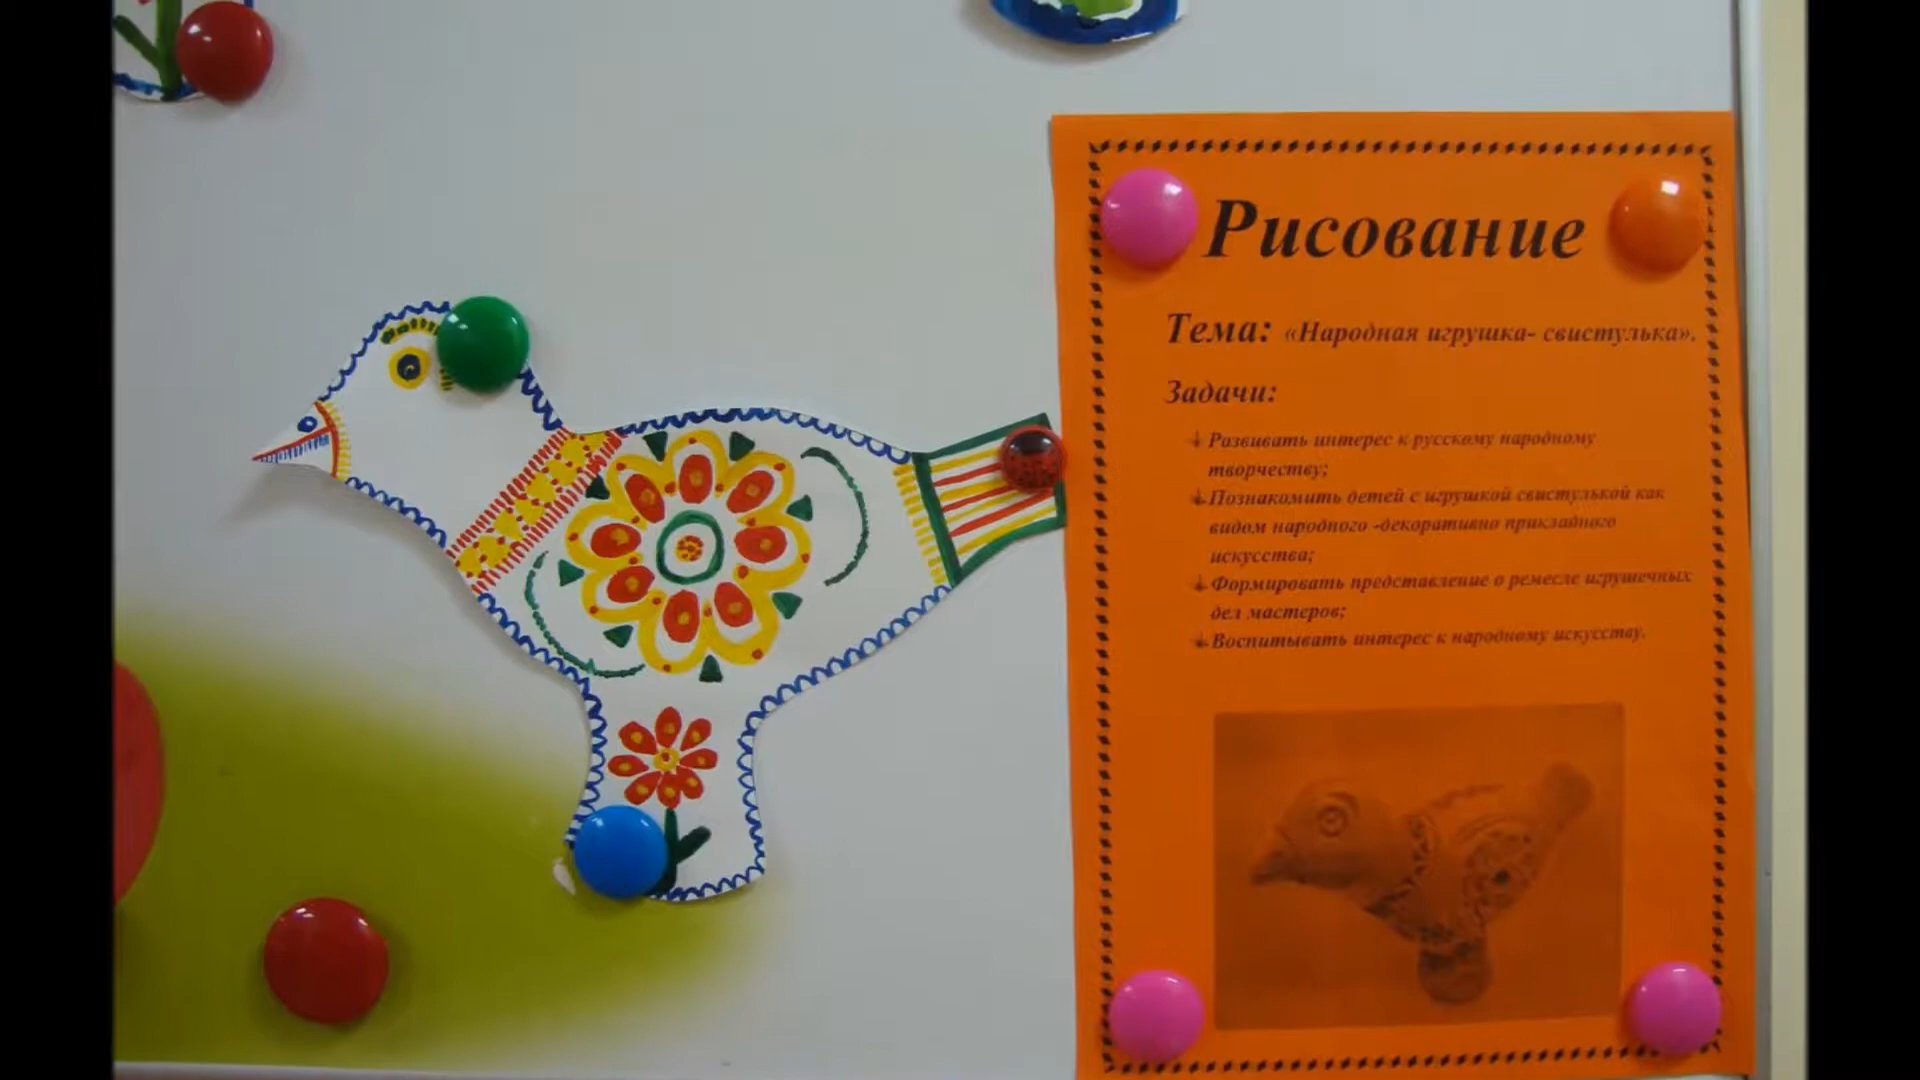 Рисование
Тема: «Народная игрушка- свистулька».
Задачи:
Развивать интерес к русскому народному
творчеству;
Познакомить детей с игрушкой свистулькой как
видом народного -декоративно прикладного
искусства;
Формировать представление о ремесле игрушечных
дел мастеров;
Воспитывать интерес к народному искусству.